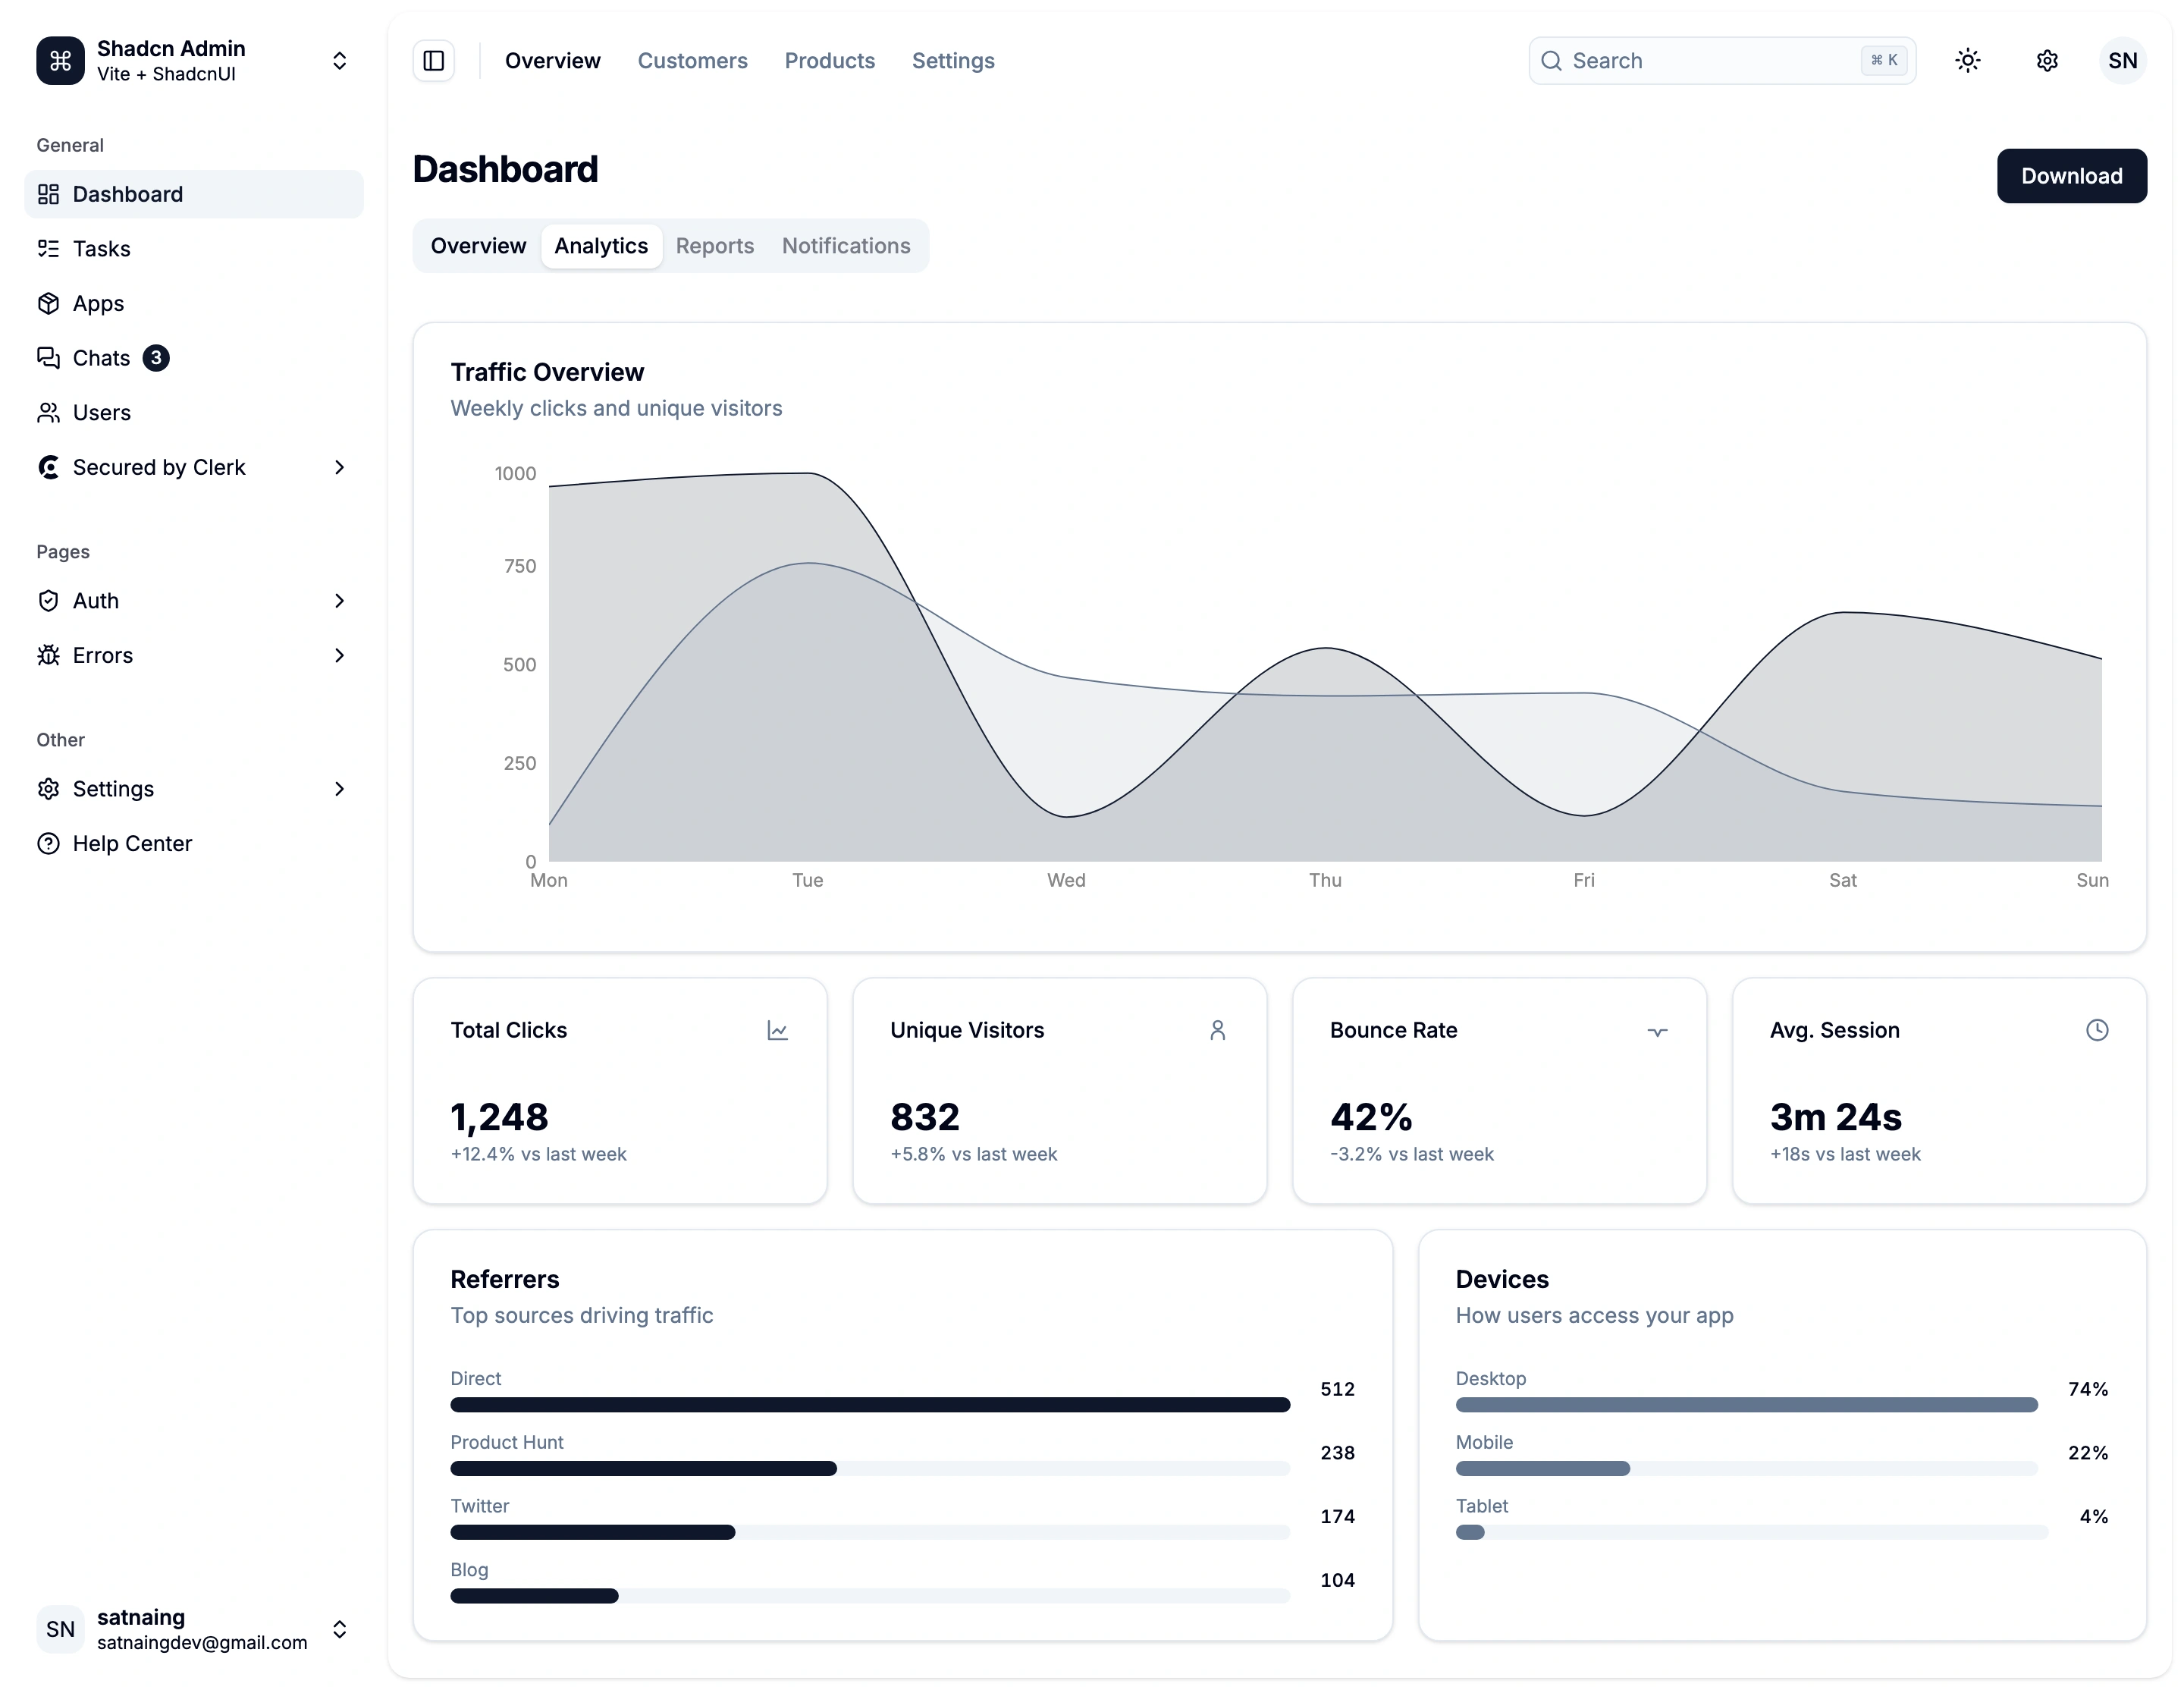 Shadcn Admin
Vite + ShadcnUI
General
Dashboard
Tasks
Apps
Chats 3
Users
Secured by Clerk
Pages
Auth
Errors
Other
Settings
Help Center
SN
satnaing
satnaingdev@gmail.com
Overview Customers Products Settings
Search ⌘ K
SN
Dashboard
Download
Overview Analytics Reports Notifications
Traffic Overview
Weekly clicks and unique visitors
1000
750
500
250
0
Mon Tue Wed Thu Fri Sat Sun
Total Clicks
1,248
+12.4% vs last week
Unique Visitors
832
+5.8% vs last week
Bounce Rate
42%
-3.2% vs last week
Avg. Session
3m 24s
+18s vs last week
Referrers
Top sources driving traffic
Direct
512
Product Hunt
238
Twitter
174
Blog
104
Devices
How users access your app
Desktop
74%
Mobile
22%
Tablet
4%